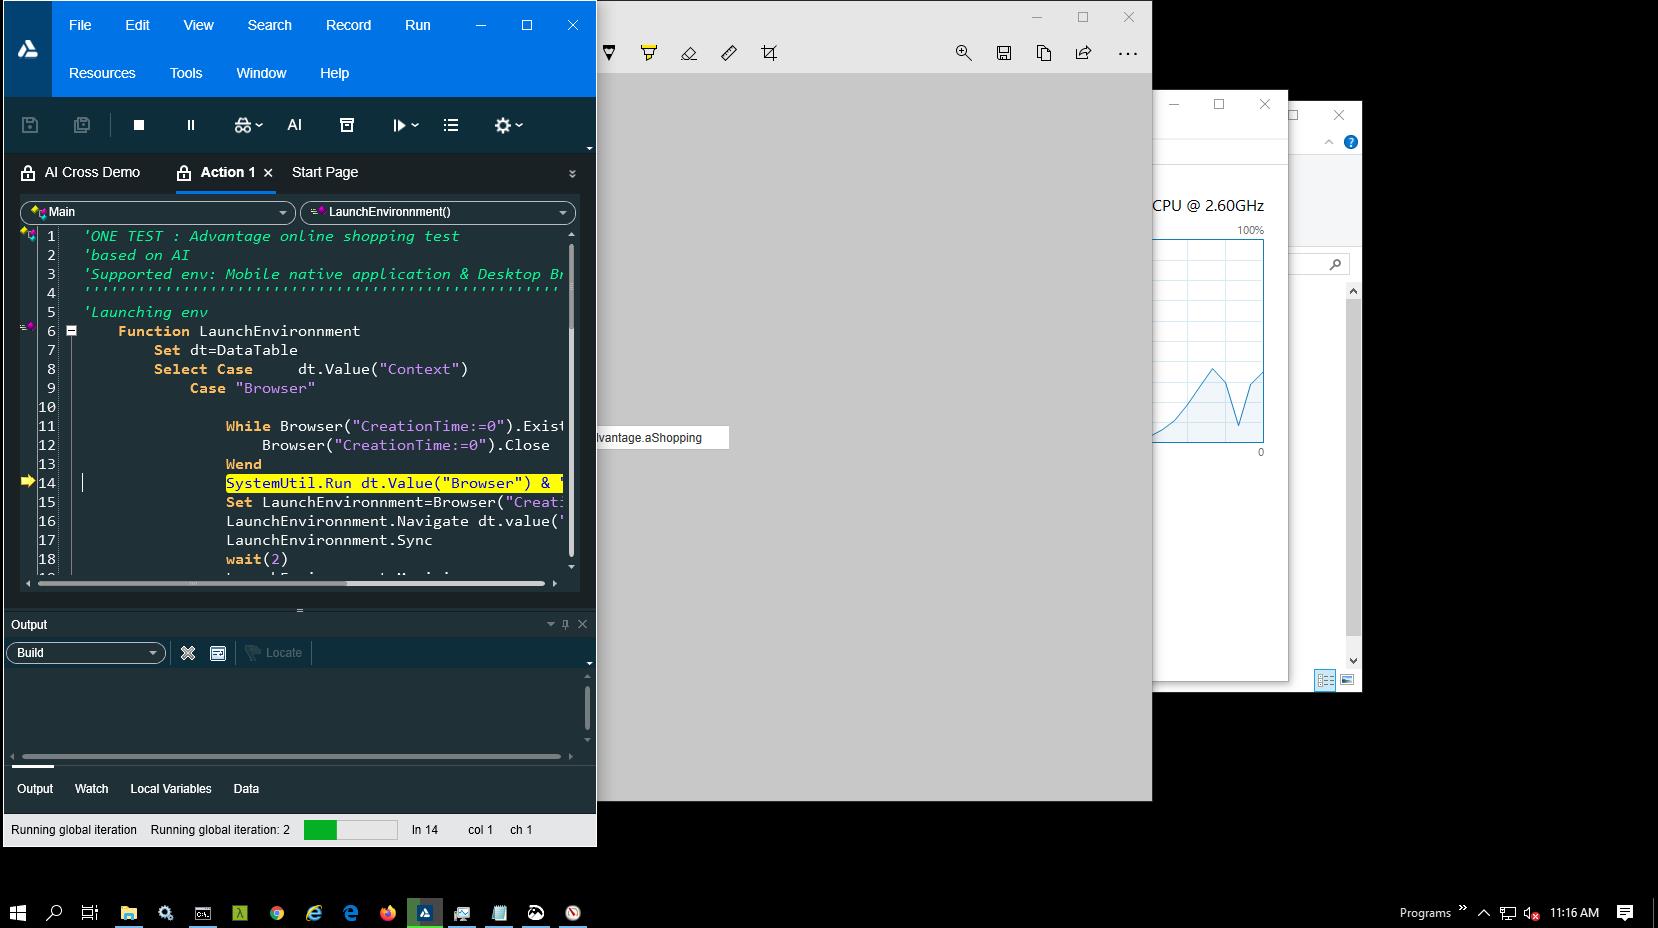 File Edit View Search Record Run
Resources Tools Window Help
AI
AI Cross Demo Action 1 Start Page
Main LaunchEnvironnment()
1 'ONE TEST : Advantage online shopping test
2 'based on AI
3 'Supported env: Mobile native application & Desktop Br
4 ''''''''''''''''''''''''''''''''''''''''''''''''''''''
5 'Launching env
6 Function LaunchEnvironnment
7 Set dt=DataTable
8 Select Case dt.Value("Context")
9 Case "Browser"
10
11 While Browser("CreationTime:=0").Exist
12 Browser("CreationTime:=0").Close
13 Wend
14 SystemUtil.Run dt.Value("Browser") & "
15 Set LaunchEnvironnment=Browser("Creati
16 LaunchEnvironnment.Navigate dt.value("
17 LaunchEnvironnment.Sync
18 wait(2)
Output
Build Locate
Output Watch Local Variables Data
Running global iteration Running global iteration: 2 ln 14 col 1 ch 1
dvantage.aShopping
CPU @ 2.60GHz
100%
0
Programs 11:16 AM